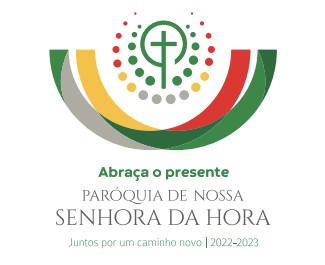 Abraça o presente
PARÓQUIA DE NOSSA
SENHORA DA HORA
Juntos por um caminho novo | 2022-2023